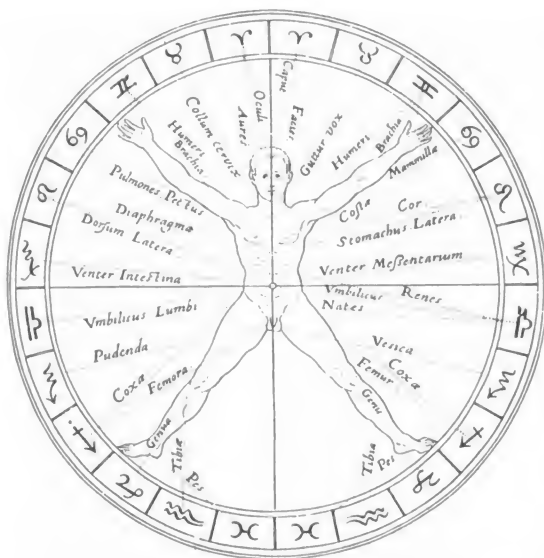 ♈ ♈
♉ ♉
♊ ♊
♋ ♋
♌ ♌
♍ ♍
♎ ♎
♏ ♏
♐ ♐
♑ ♑
♒ ♒
♓ ♓
Caput
Oculi
Aures
Collum cervix
Humeri
Brachia
Pulmones Pectus
Diaphragma
Dorsum Latera
Venter Inteſtina
Vmbilicus Lumbi
Pudenda
Coxa Femora
Genua
Tibiæ
Pes
Facies
Guttur vox
Humeri
Brachia
Mammillæ
Coſta
Cor
Stomachus Latera
Venter Meſſentarium
Vmbilicus Renes
Nates
Vesica
Coxa
Femur
Genu
Tibia
Pes